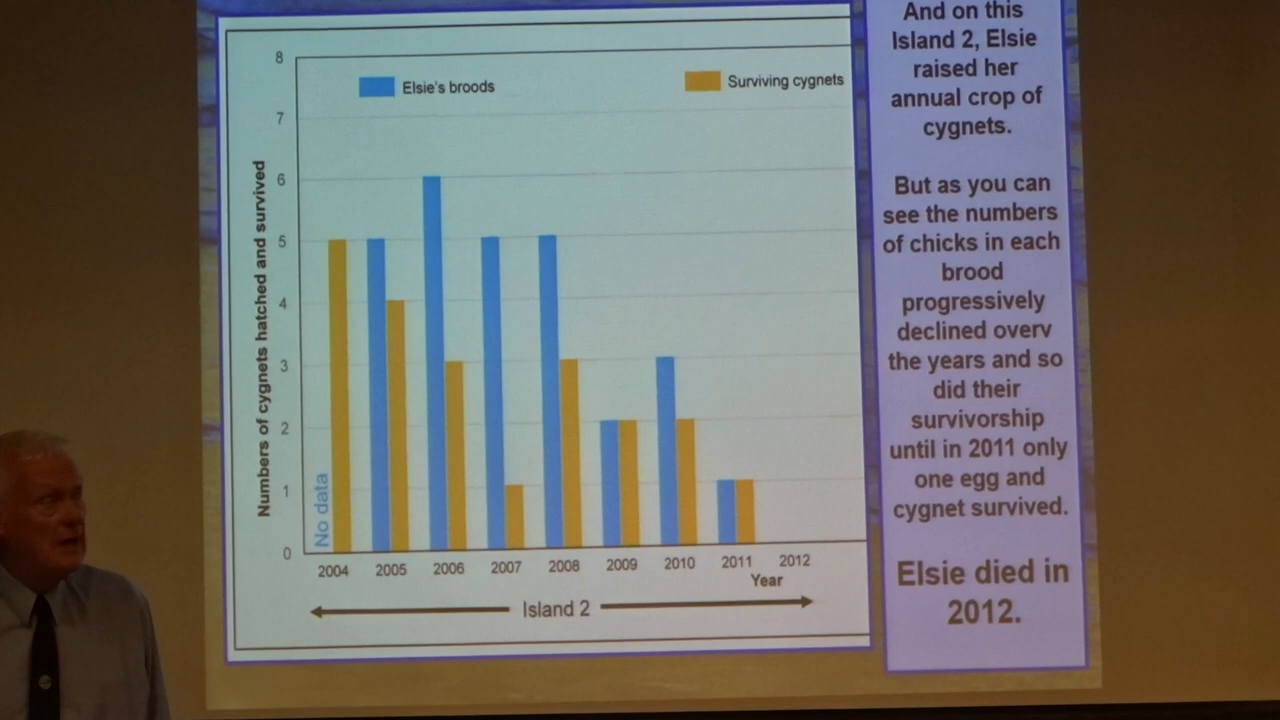 8
Elsie's broods
Surviving cygnets
7
6
5
4
3
2
1
0
Numbers of cygnets hatched and survived
No data
2004 2005 2006 2007 2008 2009 2010 2011 2012
Year
Island 2
And on this
Island 2, Elsie
raised her
annual crop of
cygnets.
But as you can
see the numbers
of chicks in each
brood
progressively
declined overv
the years and so
did their
survivorship
until in 2011 only
one egg and
cygnet survived.
Elsie died in
2012.